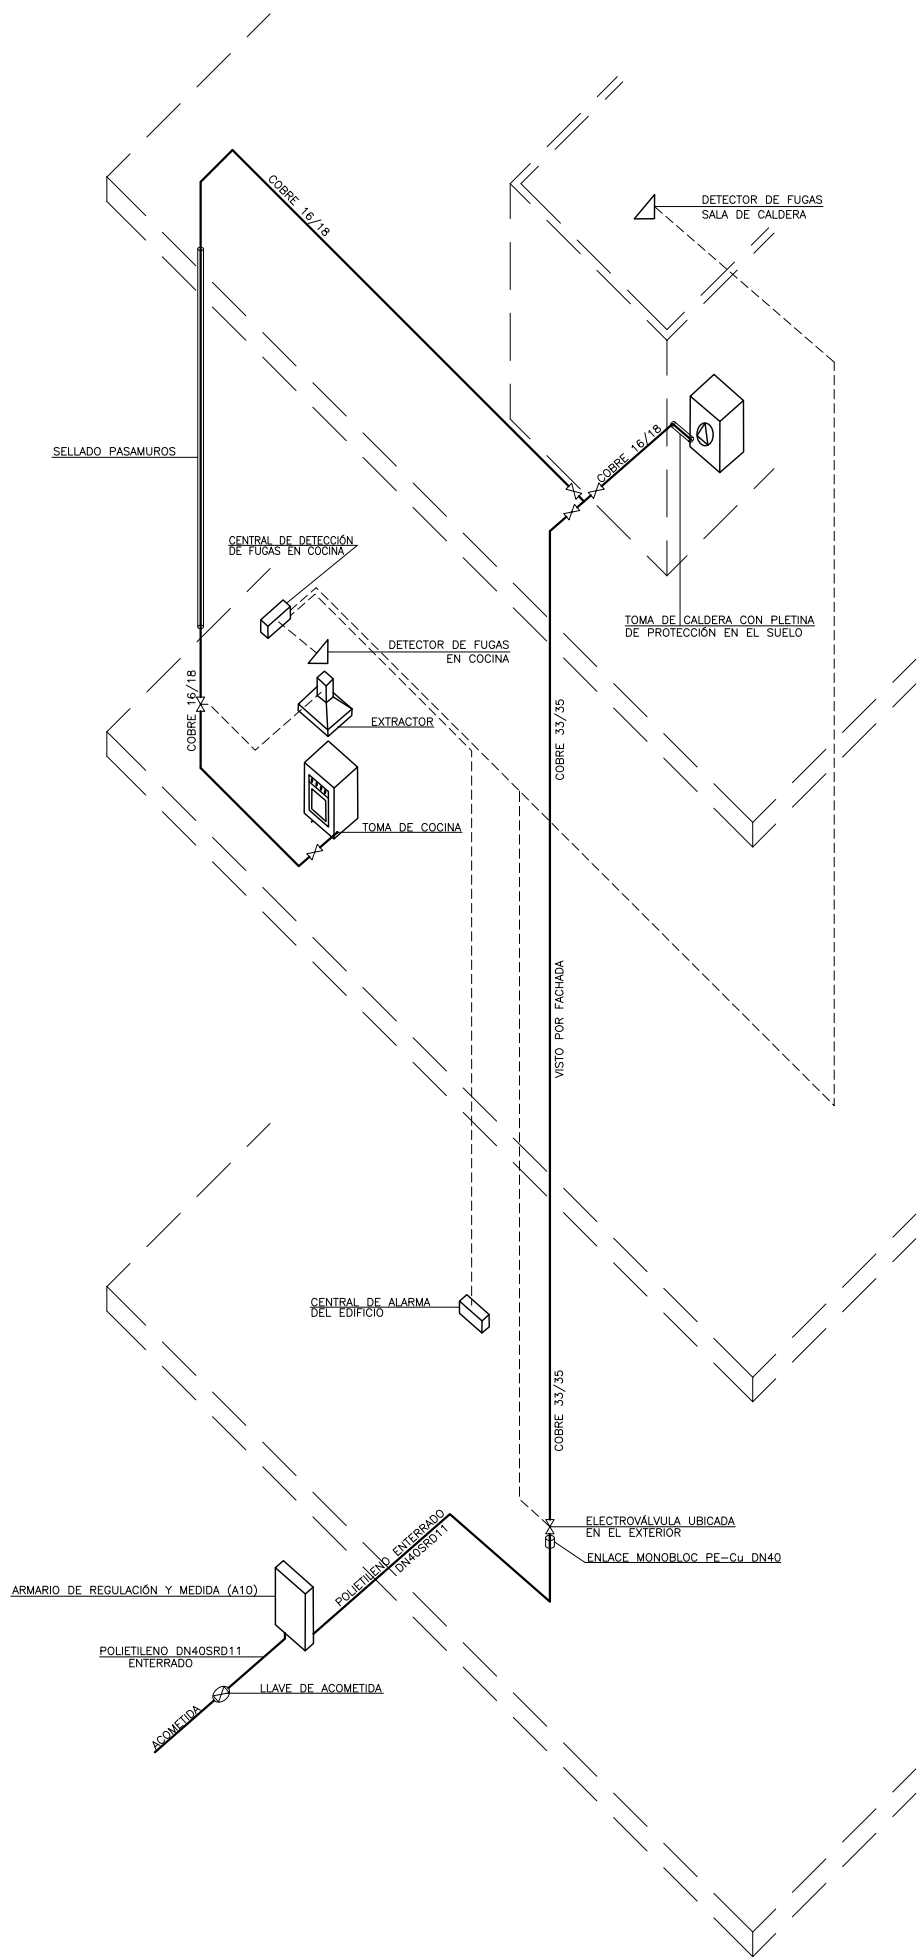 COBRE 16/18
DETECTOR DE FUGAS
SALA DE CALDERA
SELLADO PASAMUROS
COBRE 16/18
CENTRAL DE DETECCIÓN
DE FUGAS EN COCINA
TOMA DE CALDERA CON PLETINA
DE PROTECCIÓN EN EL SUELO
DETECTOR DE FUGAS
EN COCINA
COBRE 16/18
EXTRACTOR
COBRE 33/35
TOMA DE COCINA
VISTO POR FACHADA
CENTRAL DE ALARMA
DEL EDIFICIO
COBRE 33/35
ELECTROVÁLVULA UBICADA
EN EL EXTERIOR
ENLACE MONOBLOC PE-Cu DN40
POLIETILENO ENTERRADO
DN40SRD11
ARMARIO DE REGULACIÓN Y MEDIDA (A10)
POLIETILENO DN40SRD11
ENTERRADO
LLAVE DE ACOMETIDA
ACOMETIDA